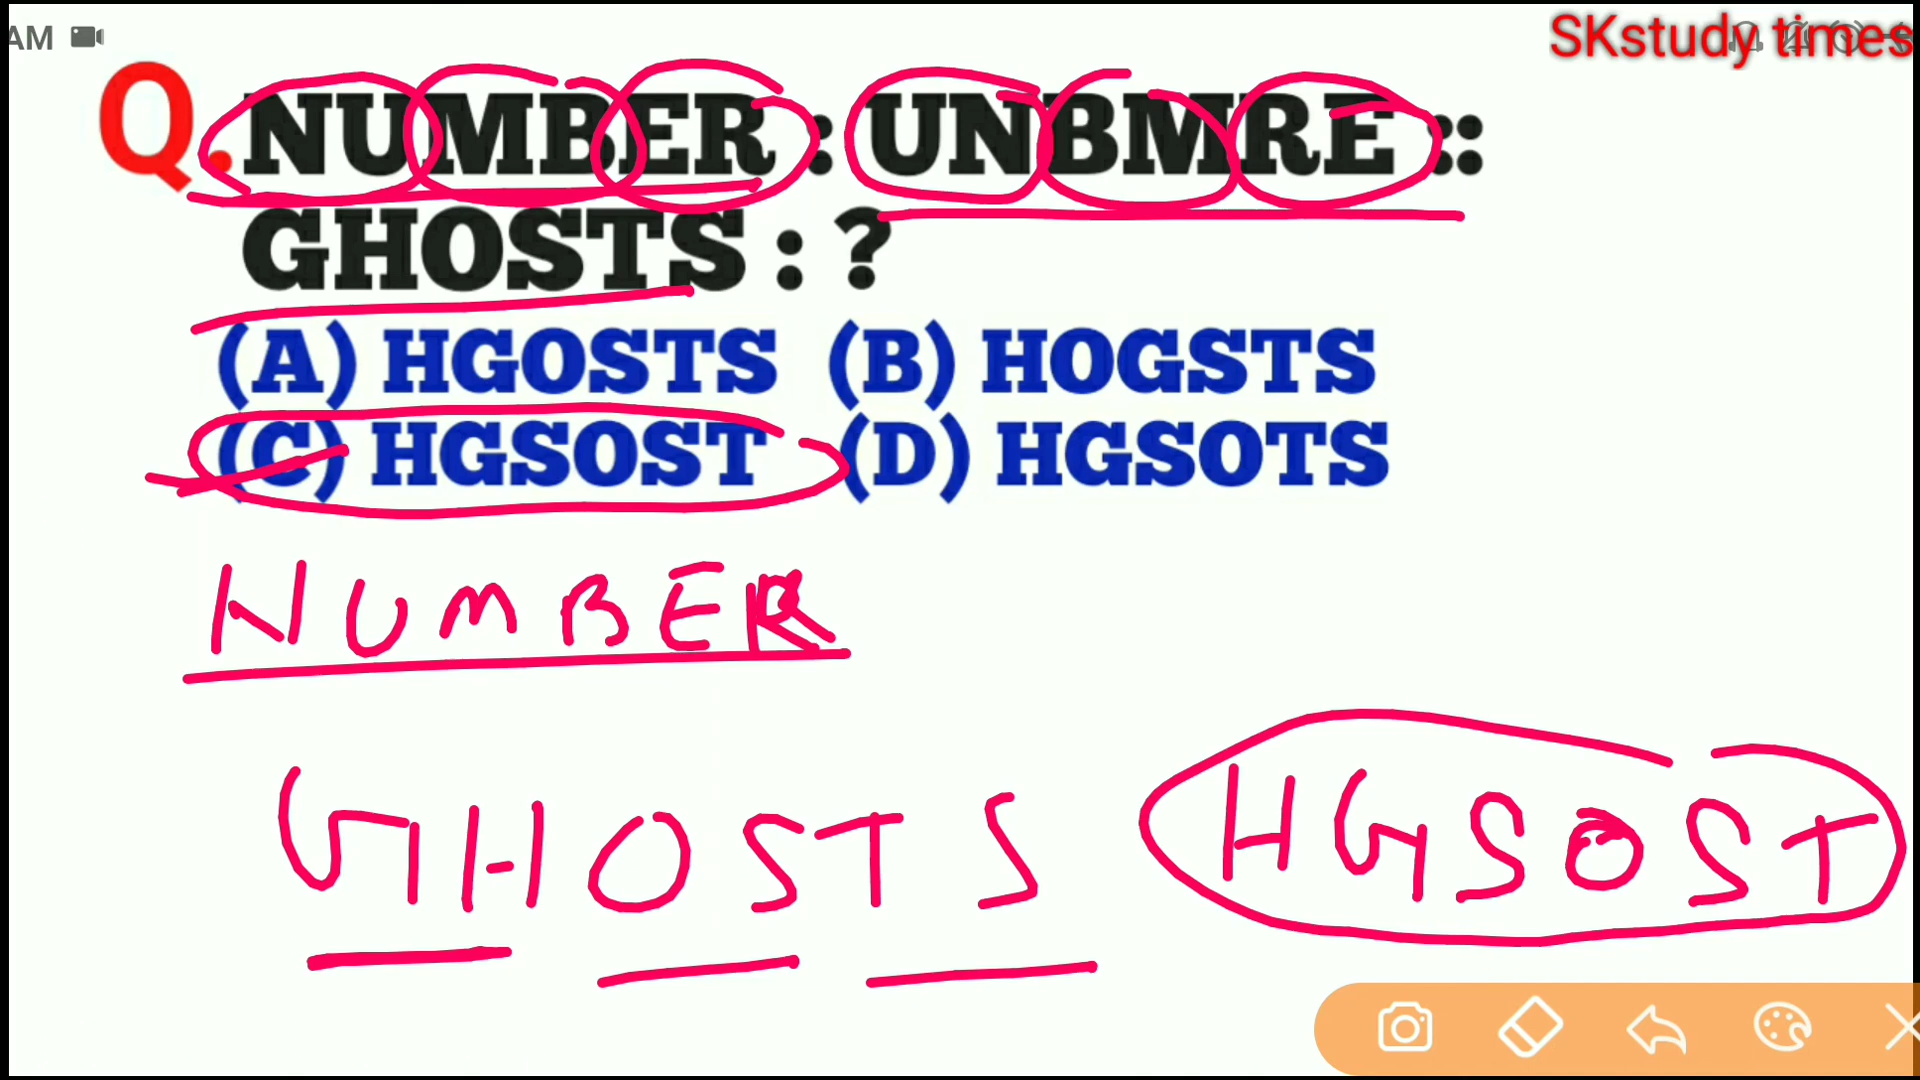 AM
SKstudy times
Q. NUMBER : UNBMRE ::
GHOSTS : ?
(A) HGOSTS (B) HOGSTS
(C) HGSOST (D) HGSOTS
NUMBER
GHOSTS HGSOST